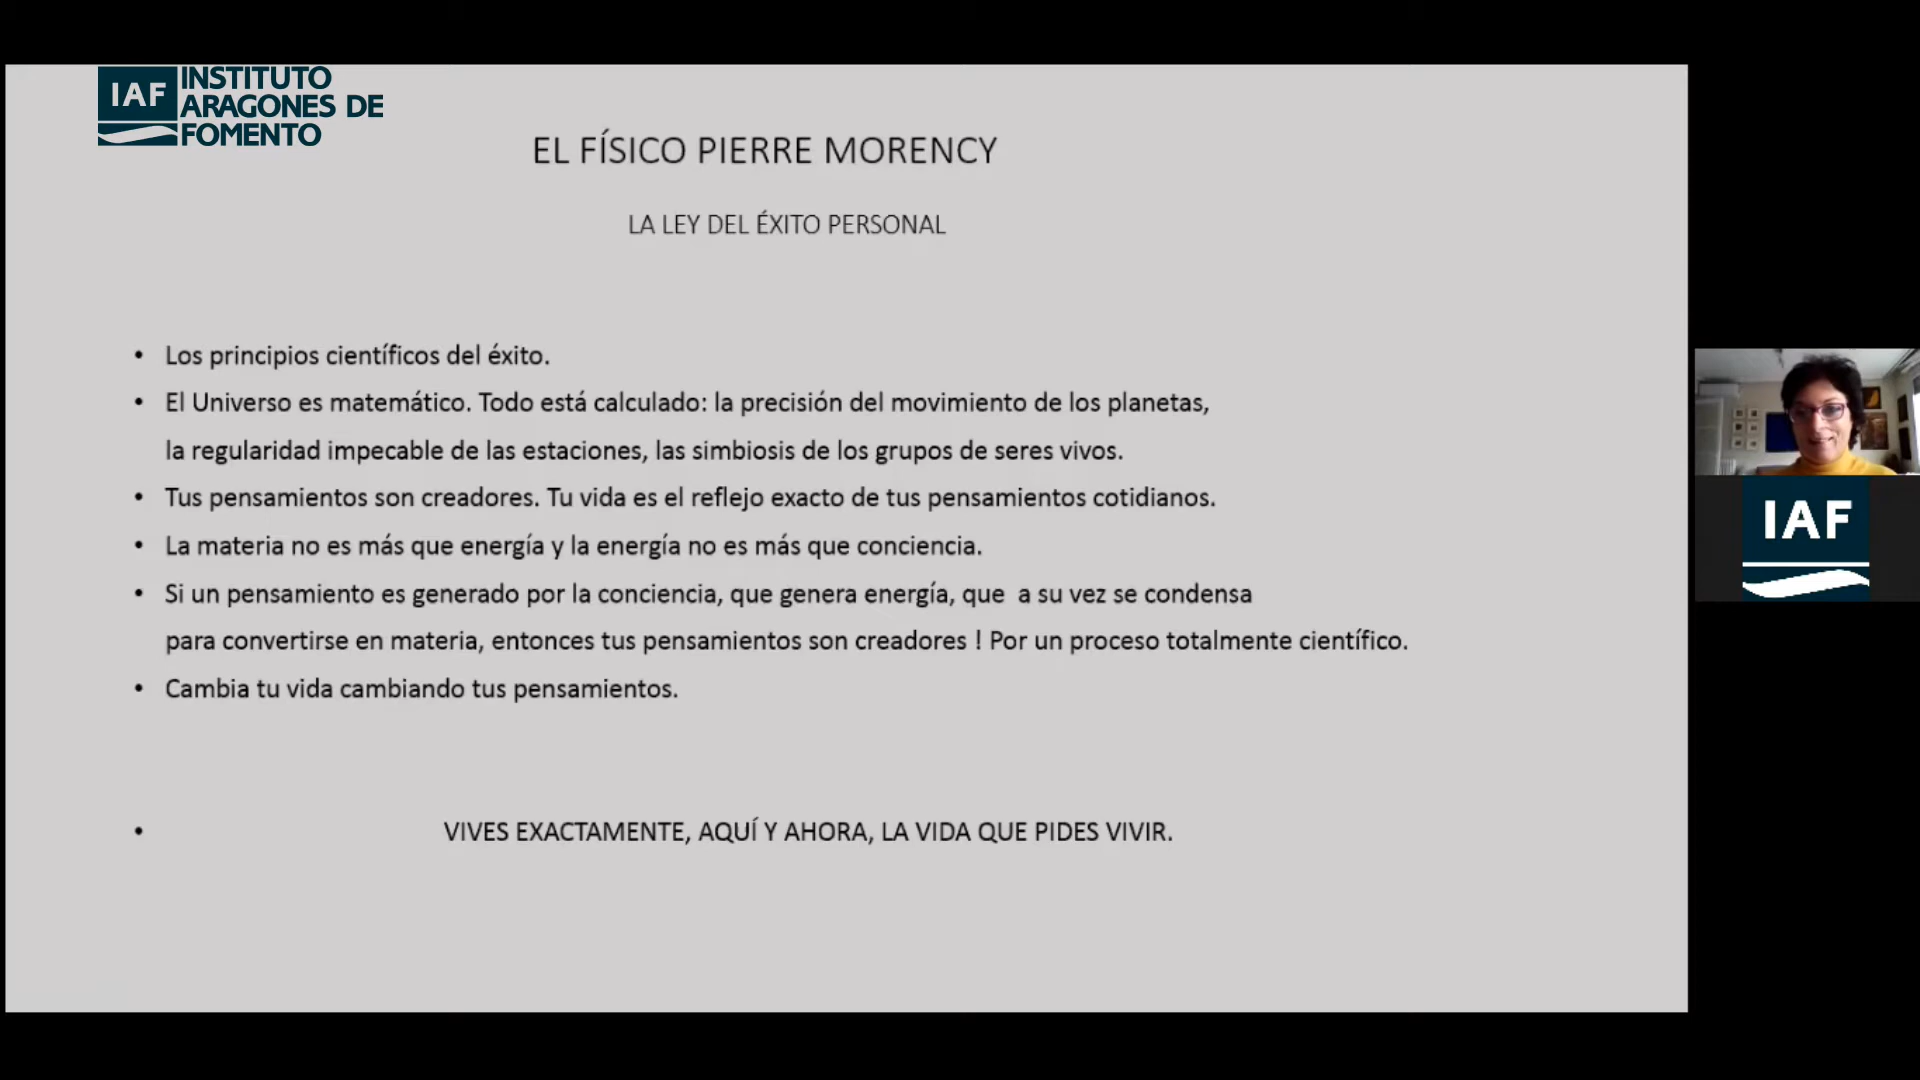 IAF
INSTITUTO
ARAGONES DE
FOMENTO
EL FÍSICO PIERRE MORENCY
LA LEY DEL ÉXITO PERSONAL
• Los principios científicos del éxito.
• El Universo es matemático. Todo está calculado: la precisión del movimiento de los planetas,
la regularidad impecable de las estaciones, las simbiosis de los grupos de seres vivos.
• Tus pensamientos son creadores. Tu vida es el reflejo exacto de tus pensamientos cotidianos.
• La materia no es más que energía y la energía no es más que conciencia.
• Si un pensamiento es generado por la conciencia, que genera energía, que  a su vez se condensa
para convertirse en materia, entonces tus pensamientos son creadores ! Por un proceso totalmente científico.
• Cambia tu vida cambiando tus pensamientos.
• VIVES EXACTAMENTE, AQUÍ Y AHORA, LA VIDA QUE PIDES VIVIR.
IAF